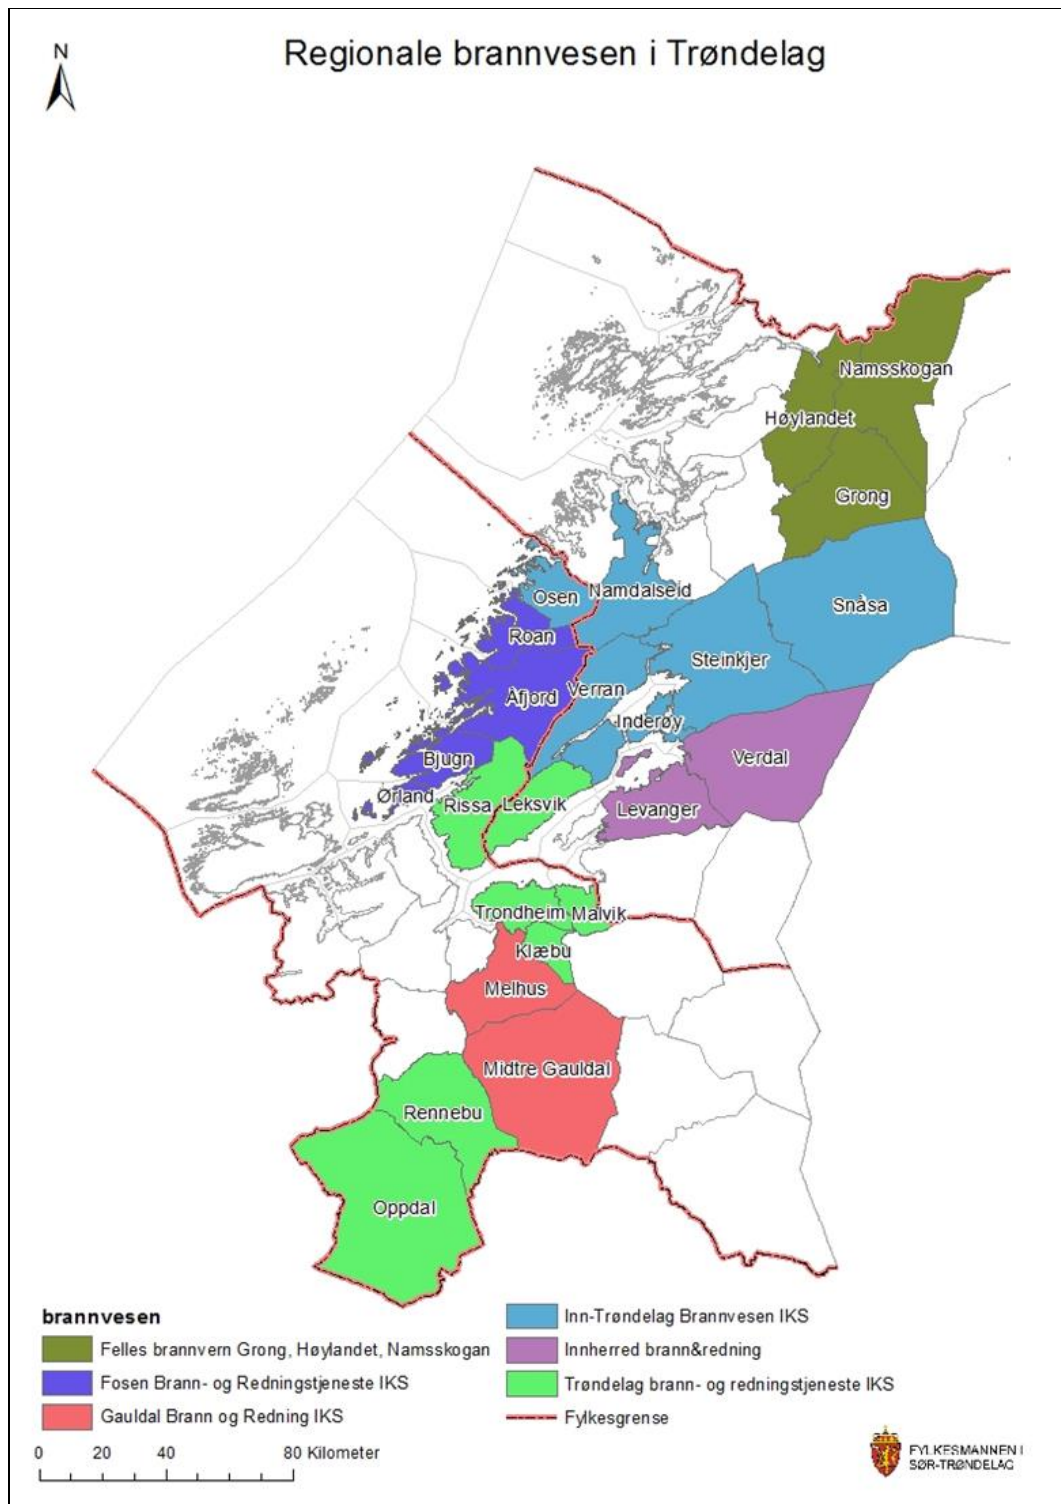 Regionale brannvesen i Trøndelag
N
Namsskogan
Høylandet
Grong
Osen
Namdalseid
Snåsa
Roan
Steinkjer
Åfjord
Verran
Inderøy
Bjugn
Verdal
Ørland
Rissa
Leksvik
Levanger
Trondheim
Malvik
Klæbu
Melhus
Midtre Gauldal
Rennebu
Oppdal
brannvesen
Felles brannvern Grong, Høylandet, Namsskogan
Fosen Brann- og Redningstjeneste IKS
Gauldal Brann og Redning IKS
Inn-Trøndelag Brannvesen IKS
Innherred brann&redning
Trøndelag brann- og redningstjeneste IKS
Fylkesgrense
0 20 40 80 Kilometer
FYLKESMANNEN I
SØR-TRØNDELAG